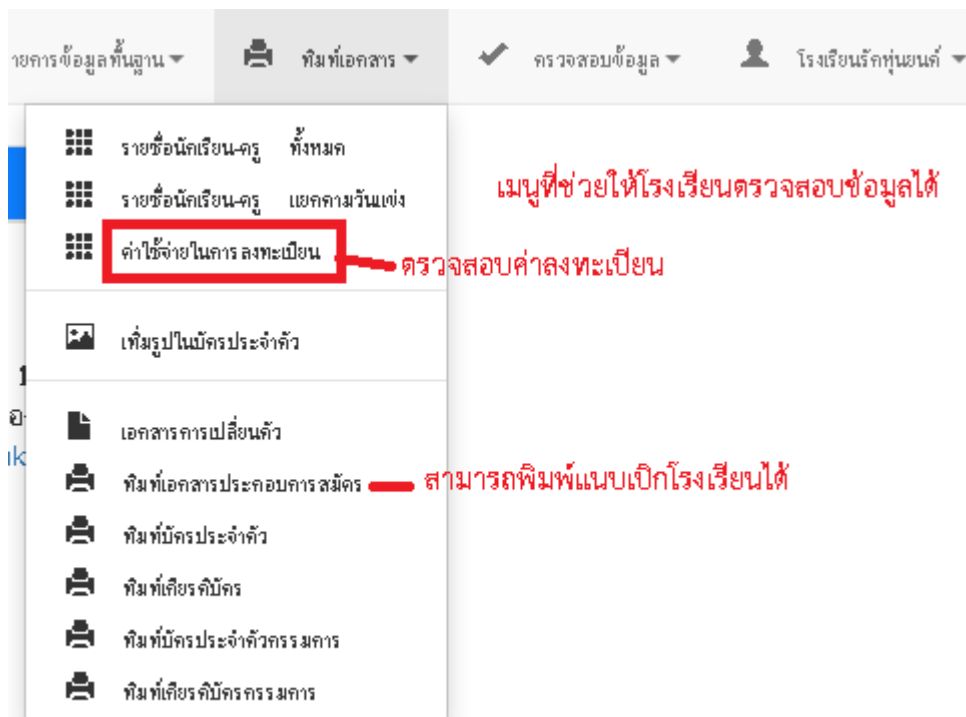 ายการข้อมูลพื้นฐาน พิมพ์เอกสาร ตรวจสอบข้อมูล โรงเรียนรักหุ่นยนต์
รายชื่อนักเรียน-ครู ทั้งหมด
รายชื่อนักเรียน-ครู แยกตามวันแข่ง
เมนูที่ช่วยให้โรงเรียนตรวจสอบข้อมูลได้
ค่าใช้จ่ายในการลงทะเบียน
ตรวจสอบค่าลงทะเบียน
เพิ่มรูปในบัตรประจำตัว
1
อ
เอกสารการเปลี่ยนตัว
ık
พิมพ์เอกสารประกอบการสมัคร
สามารถพิมพ์แนบเบิกโรงเรียนได้
พิมพ์บัตรประจำตัว
พิมพ์เกียรติบัตร
พิมพ์บัตรประจำตัวกรรมการ
พิมพ์เกียรติบัตรกรรมการ